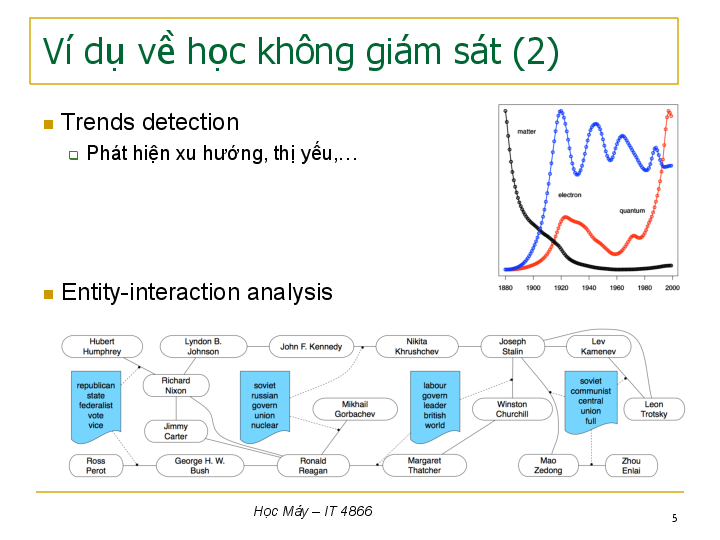 Ví dụ về học không giám sát (2)
Trends detection
Phát hiện xu hướng, thị yếu,…
matter
electron
quantum
1880 1900 1920 1940 1960 1980 2000
Entity-interaction analysis
Hubert
Humphrey
Lyndon B.
Johnson
John F. Kennedy
Nikita
Khrushchev
Joseph
Stalin
Lev
Kamenev
republican
state
federalist
vote
vice
Richard
Nixon
soviet
russian
govern
union
nuclear
Mikhail
Gorbachev
labour
govern
leader
british
world
Winston
Churchill
soviet
communist
central
union
full
Leon
Trotsky
Jimmy
Carter
Ross
Perot
George H. W.
Bush
Ronald
Reagan
Margaret
Thatcher
Mao
Zedong
Zhou
Enlai
Học Máy – IT 4866
5